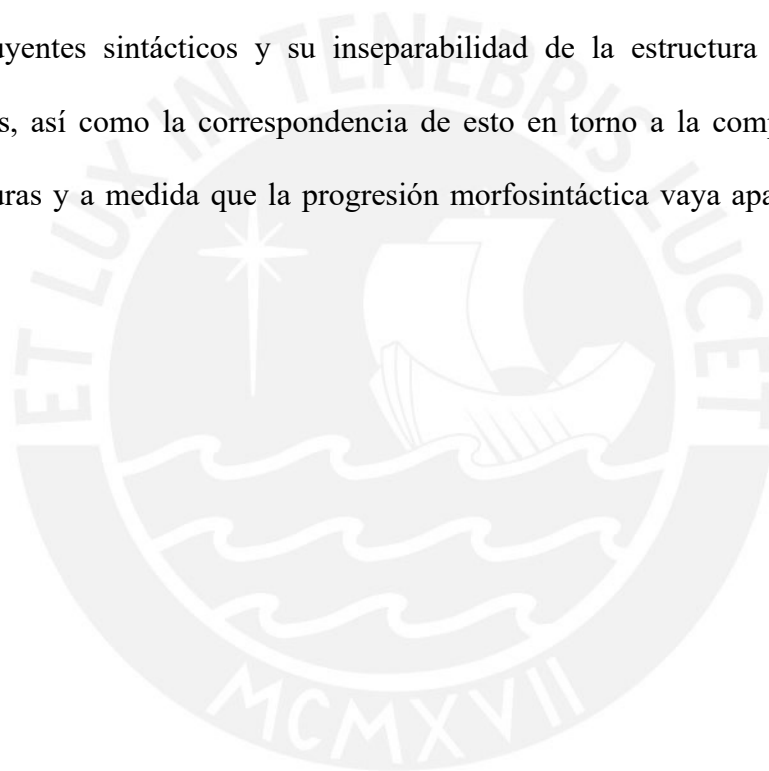 uyentes sintácticos y su inseparabilidad de la estructura
s, así como la correspondencia de esto en torno a la comp
uras y a medida que la progresión morfosintáctica vaya apa
ET LUX IN TENEBRIS LUCET
MCMXVII